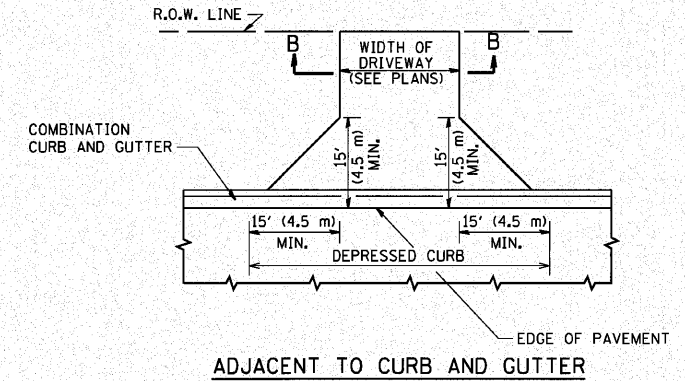 R.O.W. LINE
B
B
WIDTH OF
DRIVEWAY
(SEE PLANS)
COMBINATION
CURB AND GUTTER
15'
(4.5 m)
MIN.
15'
(4.5 m)
MIN.
15' (4.5 m)
MIN.
15' (4.5 m)
MIN.
DEPRESSED CURB
EDGE OF PAVEMENT
ADJACENT TO CURB AND GUTTER